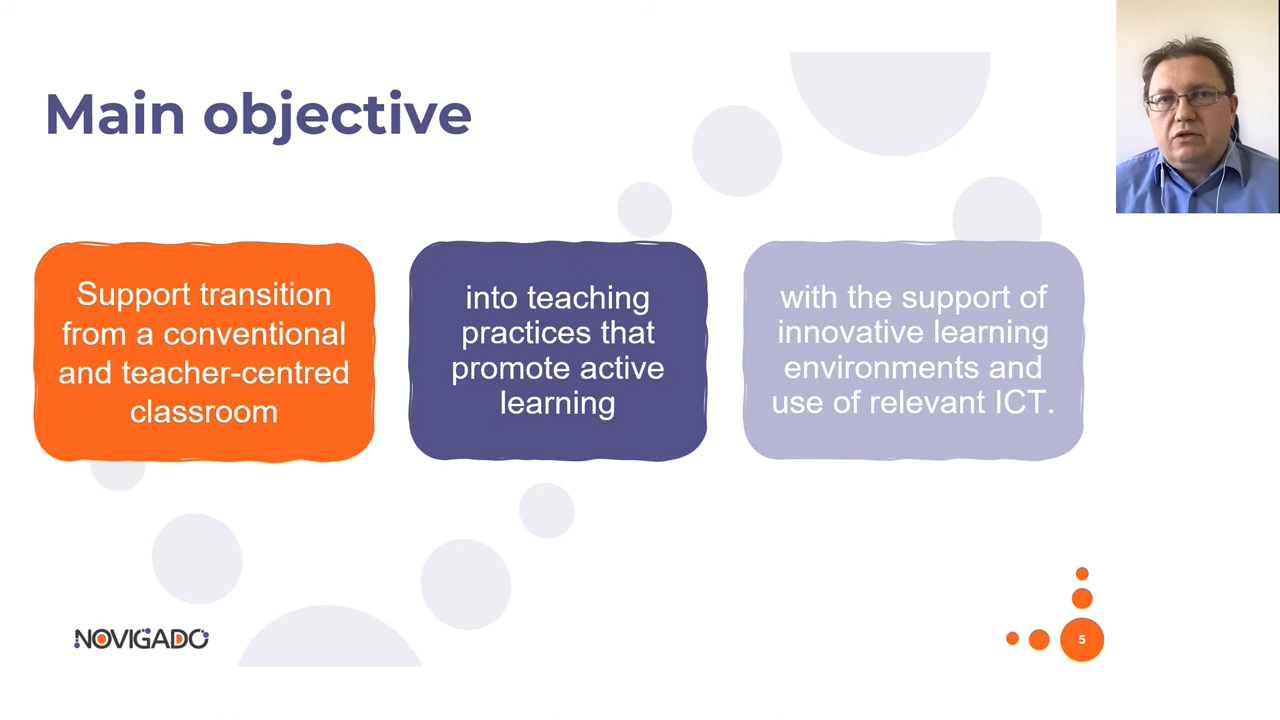 Main objective
Support transition
from a conventional
and teacher-centred
classroom
into teaching
practices that
promote active
learning
with the support of
innovative learning
environments and
use of relevant ICT.
NOVIGADO
5